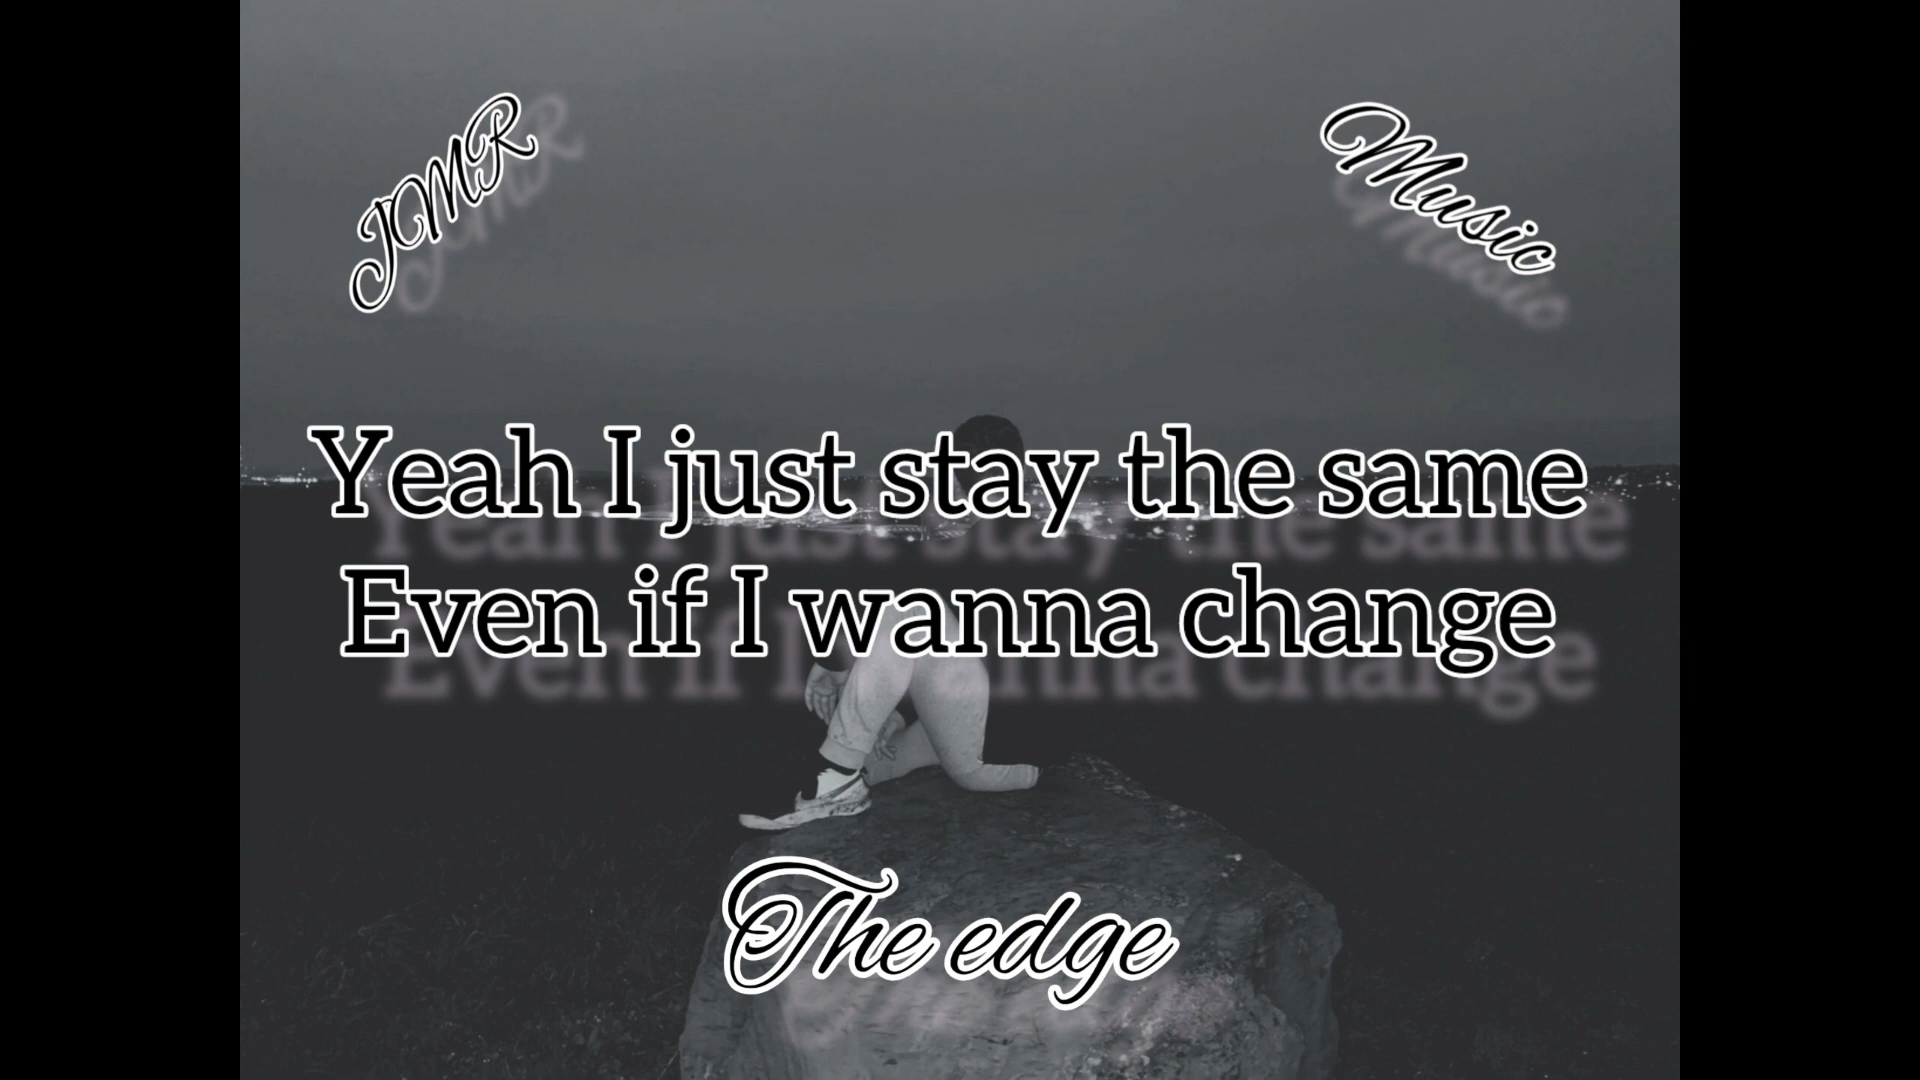 JMR
Music
Yeah I just stay the same
Even if I wanna change
The edge